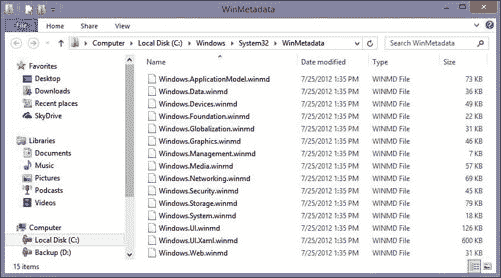 WinMetadata
File Home Share View
Computer Local Disk (C:) Windows System32 WinMetadata Search WinMetadata
Favorites
Desktop
Downloads
Recent places
SkyDrive
Libraries
Documents
Music
Pictures
Podcasts
Videos
Computer
Local Disk (C:)
Backup (D:)
Name Date modified Type Size
Windows.ApplicationModel.winmd 7/25/2012 1:35 PM WINMD File 73 KB
Windows.Data.winmd 7/25/2012 1:35 PM WINMD File 36 KB
Windows.Devices.winmd 7/25/2012 1:35 PM WINMD File 49 KB
Windows.Foundation.winmd 7/25/2012 1:35 PM WINMD File 22 KB
Windows.Globalization.winmd 7/25/2012 1:35 PM WINMD File 31 KB
Windows.Graphics.winmd 7/25/2012 1:35 PM WINMD File 46 KB
Windows.Management.winmd 7/25/2012 1:35 PM WINMD File 7 KB
Windows.Media.winmd 7/25/2012 1:35 PM WINMD File 57 KB
Windows.Networking.winmd 7/25/2012 1:35 PM WINMD File 69 KB
Windows.Security.winmd 7/25/2012 1:35 PM WINMD File 45 KB
Windows.Storage.winmd 7/25/2012 1:35 PM WINMD File 79 KB
Windows.System.winmd 7/25/2012 1:35 PM WINMD File 18 KB
Windows.UI.winmd 7/25/2012 1:35 PM WINMD File 126 KB
Windows.UI.Xaml.winmd 7/25/2012 1:35 PM WINMD File 600 KB
Windows.Web.winmd 7/25/2012 1:35 PM WINMD File 31 KB
15 items